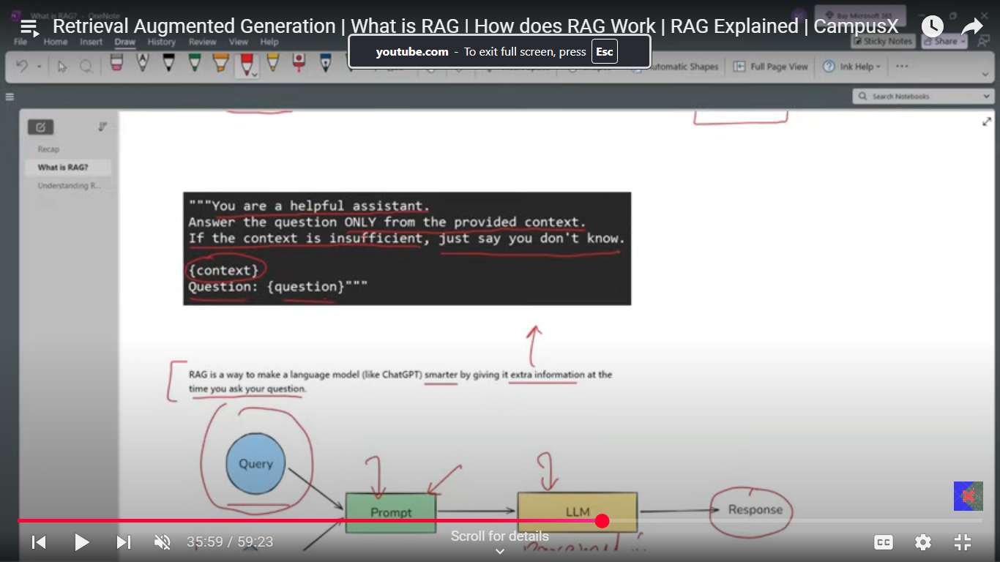 What is RAG? - OneNote
Buy Microsoft 365
Retrieval Augmented Generation | What is RAG | How does RAG Work | RAG Explained | CampusX
File Home Insert Draw History Review View Help
Sticky Notes Share
youtube.com - To exit full screen, press Esc
Automatic Shapes Full Page View Ink Help
Search Notebooks
Recap
What is RAG?
Understanding R...
"""You are a helpful assistant.
Answer the question ONLY from the provided context.
If the context is insufficient, just say you don't know.
{context}
Question: {question}"""
RAG is a way to make a language model (like ChatGPT) smarter by giving it extra information at the
time you ask your question.
Query
Prompt
LLM
Response
35:59 / 59:23
Scroll for details
CC